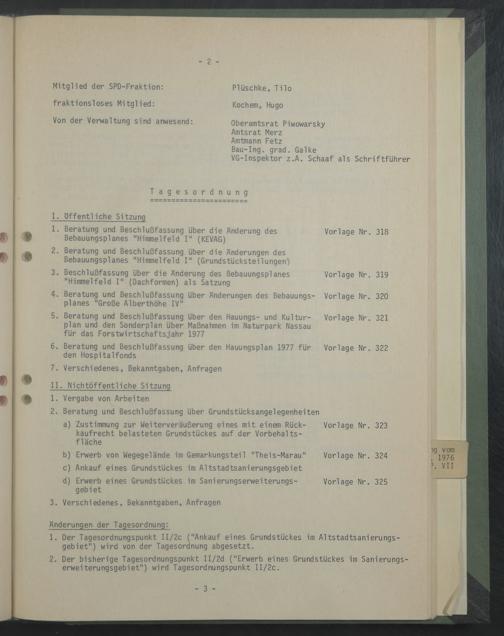 - 2 -
Mitglied der SPD-Fraktion: Plüschke, Tilo
fraktionsloses Mitglied: Kochem, Hugo
Von der Verwaltung sind anwesend: Oberamtsrat Piwowarsky
Amtsrat Merz
Amtmann Fetz
Bau-Ing. grad. Galke
VG-Inspektor z.A. Schaaf als Schriftführer
Tagesordnung
I. Öffentliche Sitzung
1. Beratung und Beschlußfassung über die Änderung des Vorlage Nr. 318
Bebauungsplanes "Himmelfeld I" (KEVAG)
2. Beratung und Beschlußfassung über die Änderungen des
Bebauungsplanes "Himmelfeld I" (Grundstücksteilungen)
3. Beschlußfassung über die Änderung des Bebauungsplanes Vorlage Nr. 319
"Himmelfeld I" (Dachformen) als Satzung
4. Beratung und Beschlußfassung über Änderungen des Bebauungs- Vorlage Nr. 320
planes "Große Alberthöhe IV"
5. Beratung und Beschlußfassung über den Hauungs- und Kultur- Vorlage Nr. 321
plan und den Sonderplan über Maßnahmen im Naturpark Nassau
für das Forstwirtschaftsjahr 1977
6. Beratung und Beschlußfassung über den Hauungsplan 1977 für Vorlage Nr. 322
den Hospitalfonds
7. Verschiedenes, Bekanntgaben, Anfragen
II. Nichtöffentliche Sitzung
1. Vergabe von Arbeiten
2. Beratung und Beschlußfassung über Grundstücksangelegenheiten
a) Zustimmung zur Weiterveräußerung eines mit einem Rück- Vorlage Nr. 323
kaufrecht belasteten Grundstückes auf der Vorbehalts-
fläche
b) Erwerb von Wegegelände im Gemarkungsteil "Theis-Marau" Vorlage Nr. 324
c) Ankauf eines Grundstückes im Altstadtsanierungsgebiet
d) Erwerb eines Grundstückes im Sanierungserweiterungs- Vorlage Nr. 325
gebiet
3. Verschiedenes, Bekanntgaben, Anfragen
Änderungen der Tagesordnung:
1. Der Tagesordnungspunkt II/2c ("Ankauf eines Grundstückes im Altstadtsanierungs-
gebiet") wird von der Tagesordnung abgesetzt.
2. Der bisherige Tagesordnungspunkt II/2d ("Erwerb eines Grundstückes im Sanierungs-
erweiterungsgebiet") wird Tagesordnungspunkt II/2c.
- 3 -
vom
1976
VII